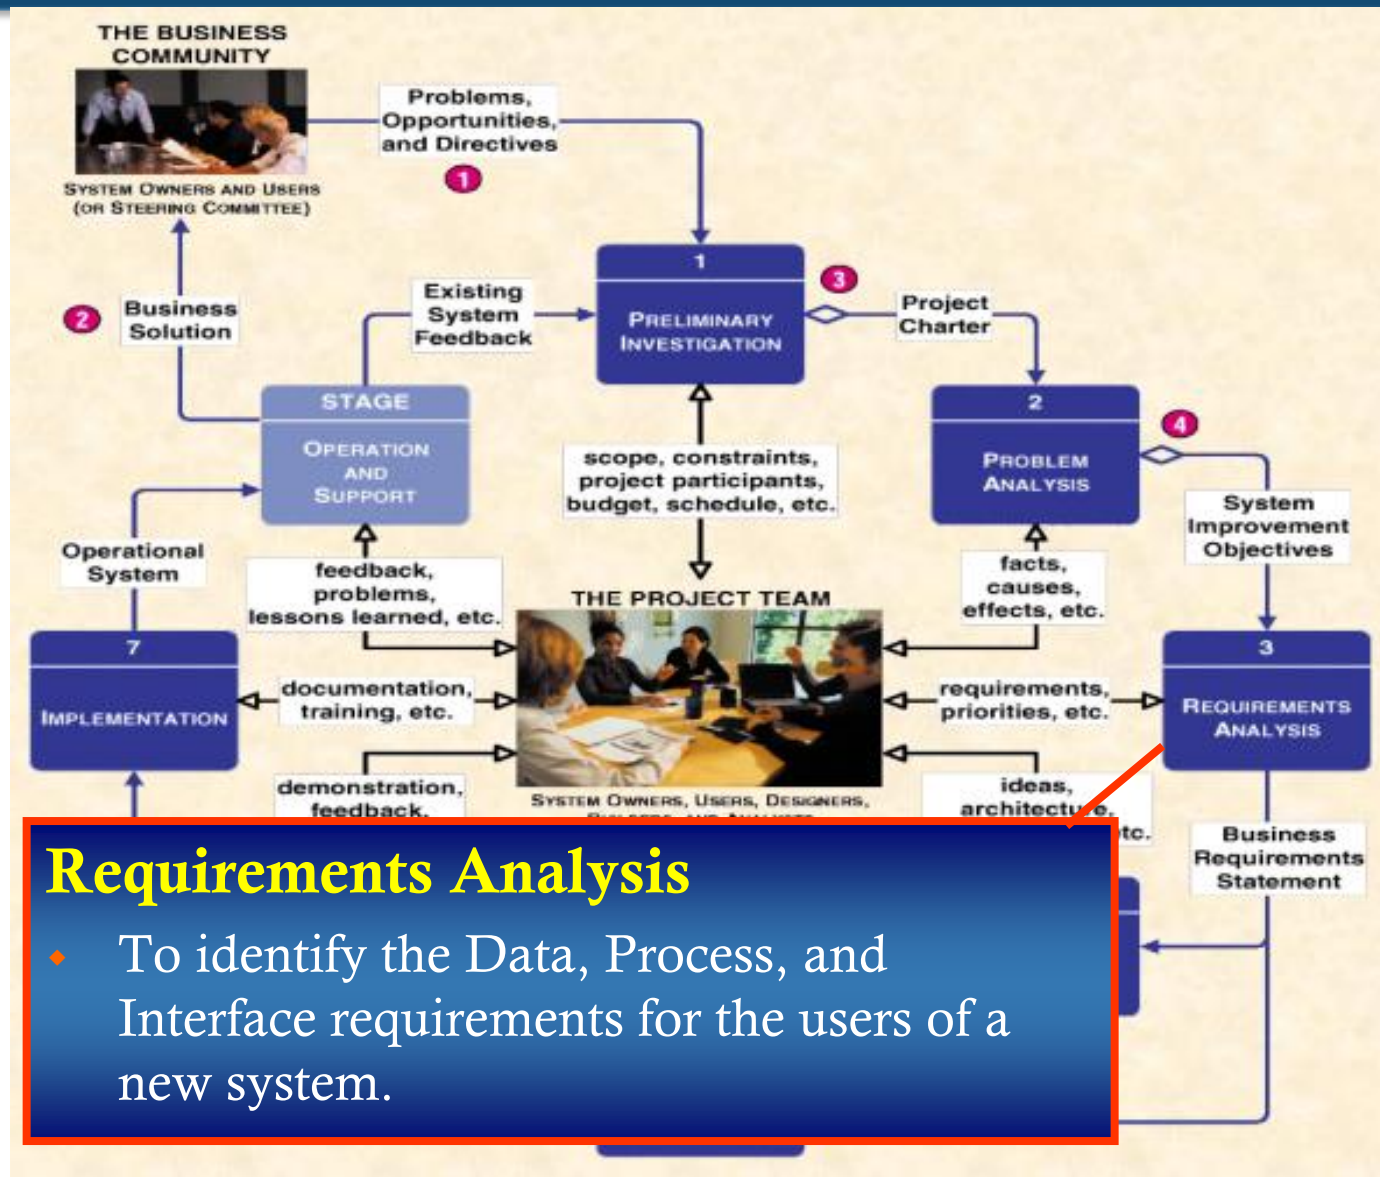 THE BUSINESS
COMMUNITY
SYSTEM OWNERS AND USERS
(OR STEERING COMMITTEE)
Problems,
Opportunities,
and Directives
1
1
PRELIMINARY
INVESTIGATION
3
Project
Charter
2
Business
Solution
Existing
System
Feedback
STAGE
OPERATION
AND
SUPPORT
2
PROBLEM
ANALYSIS
4
scope, constraints,
project participants,
budget, schedule, etc.
System
Improvement
Objectives
Operational
System
feedback,
problems,
lessons learned, etc.
facts,
causes,
effects, etc.
THE PROJECT TEAM
7
IMPLEMENTATION
documentation,
training, etc.
requirements,
priorities, etc.
3
REQUIREMENTS
ANALYSIS
demonstration,
feedback,
SYSTEM OWNERS, USERS, DESIGNERS,
ideas,
architecture,
etc.
Business
Requirements
Statement
Requirements Analysis
To identify the Data, Process, and
Interface requirements for the users of a
new system.